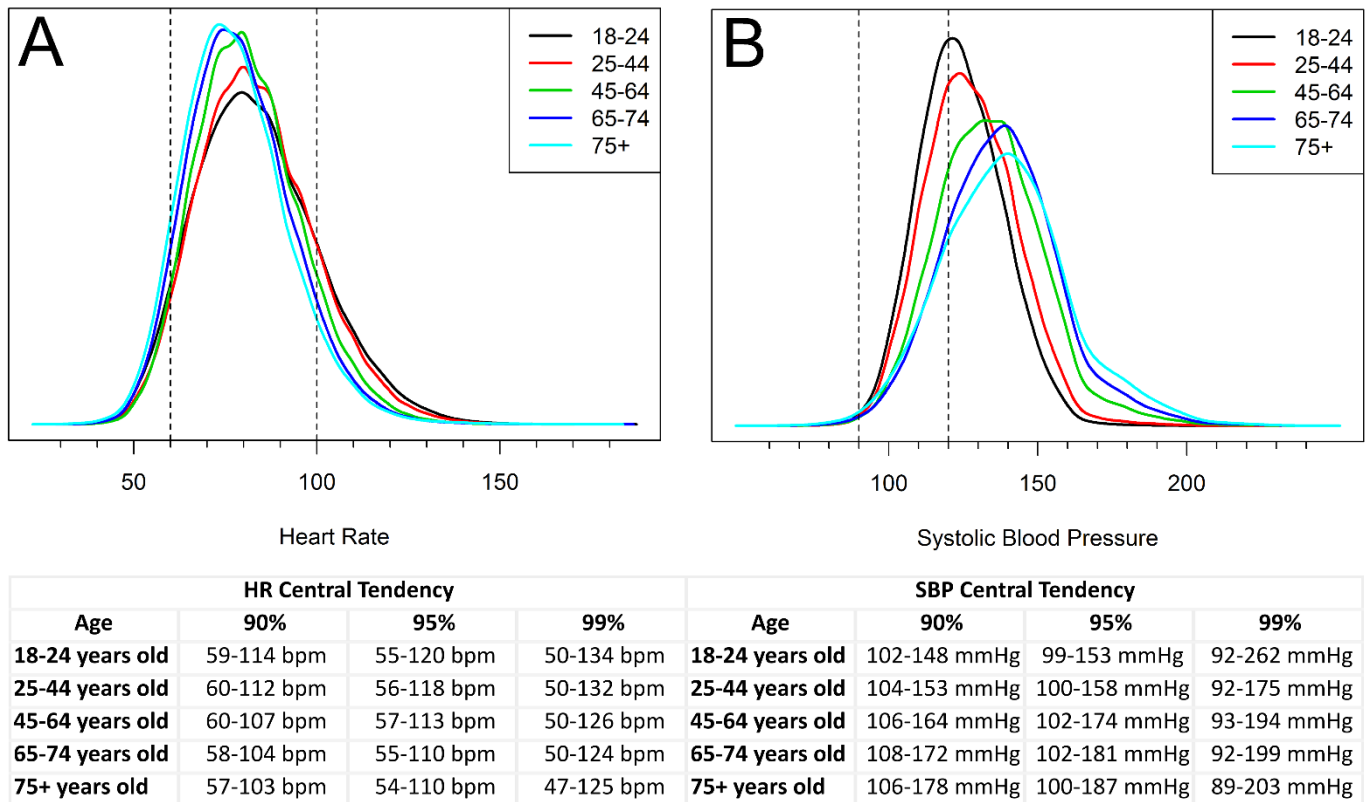 A
18-24
25-44
45-64
65-74
75+
50 100 150
Heart Rate
B
18-24
25-44
45-64
65-74
75+
100 150 200
Systolic Blood Pressure
HR Central Tendency SBP Central Tendency
Age 90% 95% 99% Age 90% 95% 99%
18-24 years old 59-114 bpm 55-120 bpm 50-134 bpm 18-24 years old 102-148 mmHg 99-153 mmHg 92-262 mmHg
25-44 years old 60-112 bpm 56-118 bpm 50-132 bpm 25-44 years old 104-153 mmHg 100-158 mmHg 92-175 mmHg
45-64 years old 60-107 bpm 57-113 bpm 50-126 bpm 45-64 years old 106-164 mmHg 102-174 mmHg 93-194 mmHg
65-74 years old 58-104 bpm 55-110 bpm 50-124 bpm 65-74 years old 108-172 mmHg 102-181 mmHg 92-199 mmHg
75+ years old 57-103 bpm 54-110 bpm 47-125 bpm 75+ years old 106-178 mmHg 100-187 mmHg 89-203 mmHg